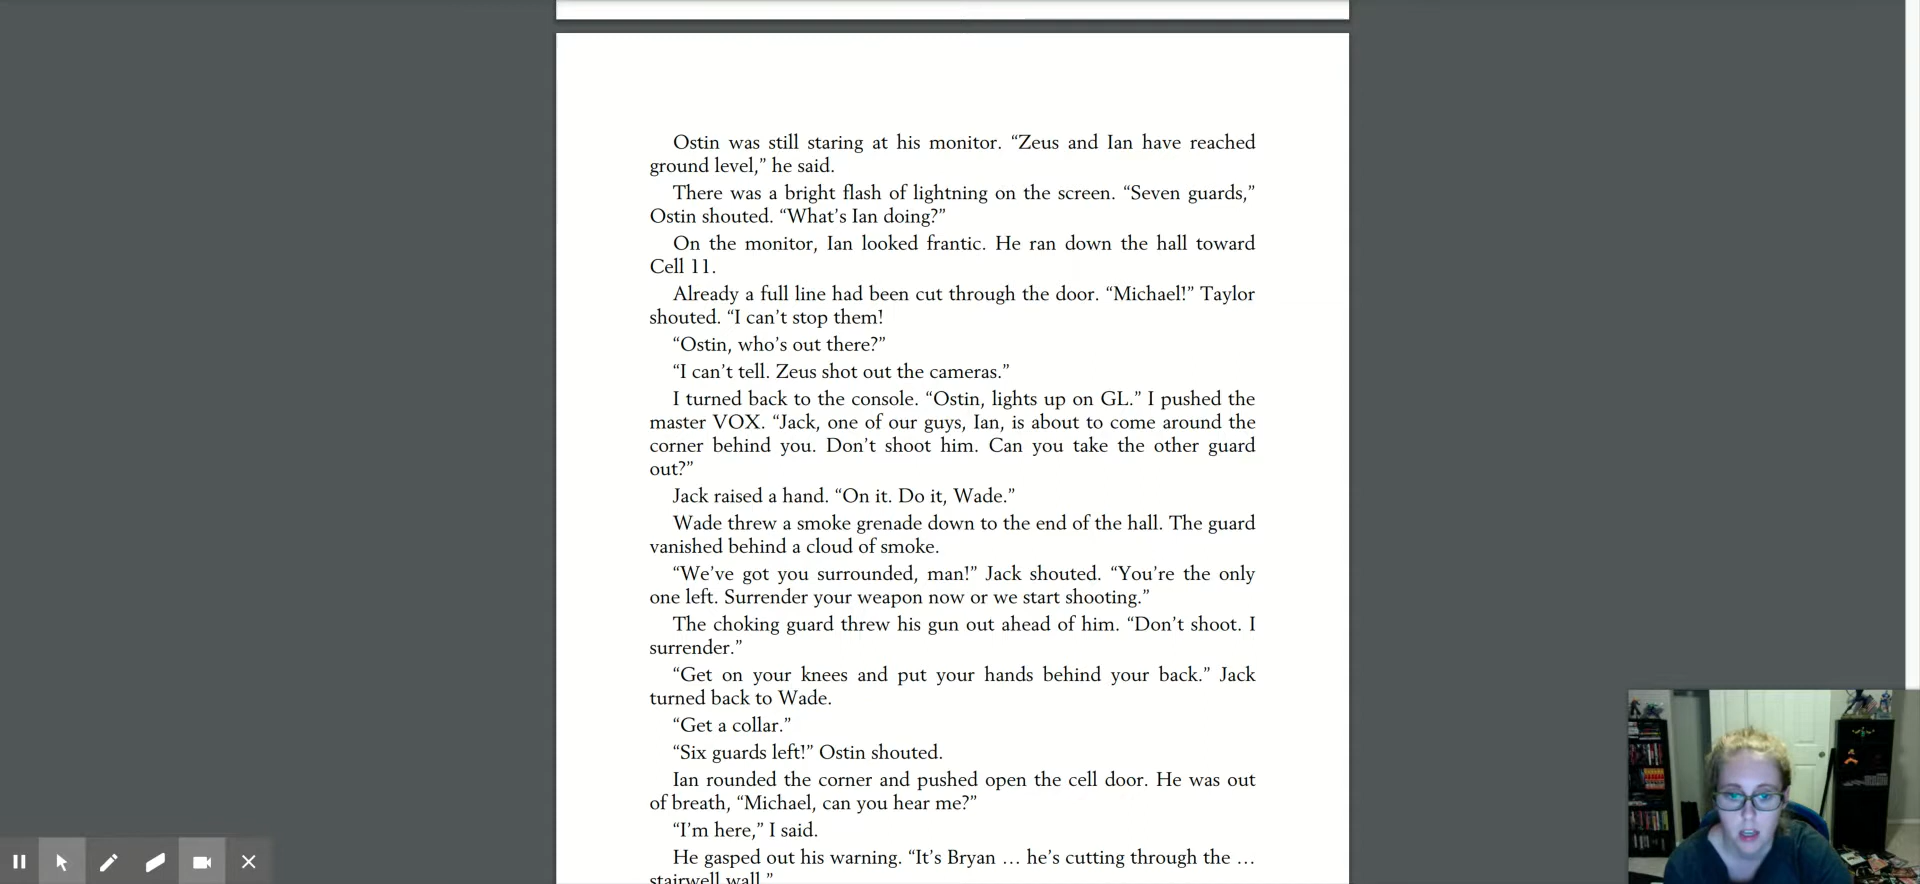 Ostin was still staring at his monitor. “Zeus and Ian have reached
ground level,” he said.
There was a bright flash of lightning on the screen. “Seven guards,”
Ostin shouted. “What’s Ian doing?”
On the monitor, Ian looked frantic. He ran down the hall toward
Cell 11.
Already a full line had been cut through the door. “Michael!” Taylor
shouted. “I can’t stop them!
“Ostin, who’s out there?”
“I can’t tell. Zeus shot out the cameras.”
I turned back to the console. “Ostin, lights up on GL.” I pushed the
master VOX. “Jack, one of our guys, Ian, is about to come around the
corner behind you. Don’t shoot him. Can you take the other guard
out?”
Jack raised a hand. “On it. Do it, Wade.”
Wade threw a smoke grenade down to the end of the hall. The guard
vanished behind a cloud of smoke.
“We’ve got you surrounded, man!” Jack shouted. “You’re the only
one left. Surrender your weapon now or we start shooting.”
The choking guard threw his gun out ahead of him. “Don’t shoot. I
surrender.”
“Get on your knees and put your hands behind your back.” Jack
turned back to Wade.
“Get a collar.”
“Six guards left!” Ostin shouted.
Ian rounded the corner and pushed open the cell door. He was out
of breath, “Michael, can you hear me?”
“I’m here,” I said.
He gasped out his warning. “It’s Bryan … he’s cutting through the …
stairwell wall.”